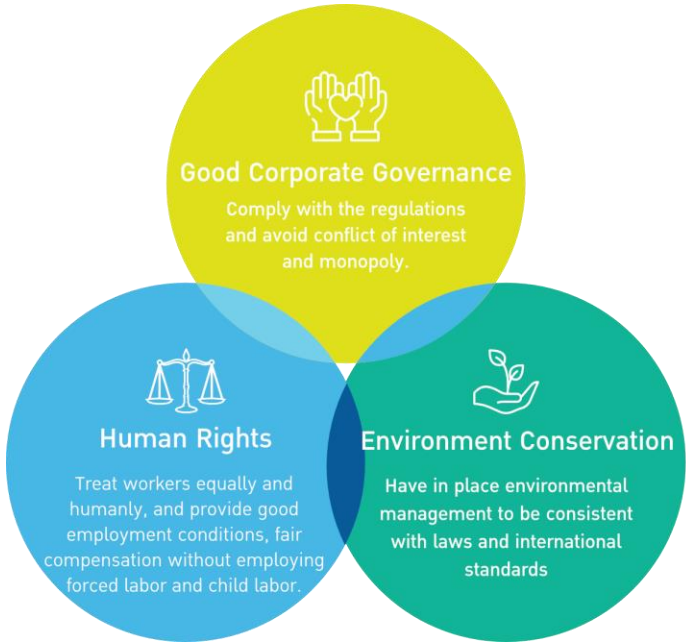 Good Corporate Governance
Comply with the regulations
and avoid conflict of interest
and monopoly.
Human Rights
Treat workers equally and
humanly, and provide good
employment conditions, fair
compensation without employing
forced labor and child labor.
Environment Conservation
Have in place environmental
management to be consistent
with laws and international
standards